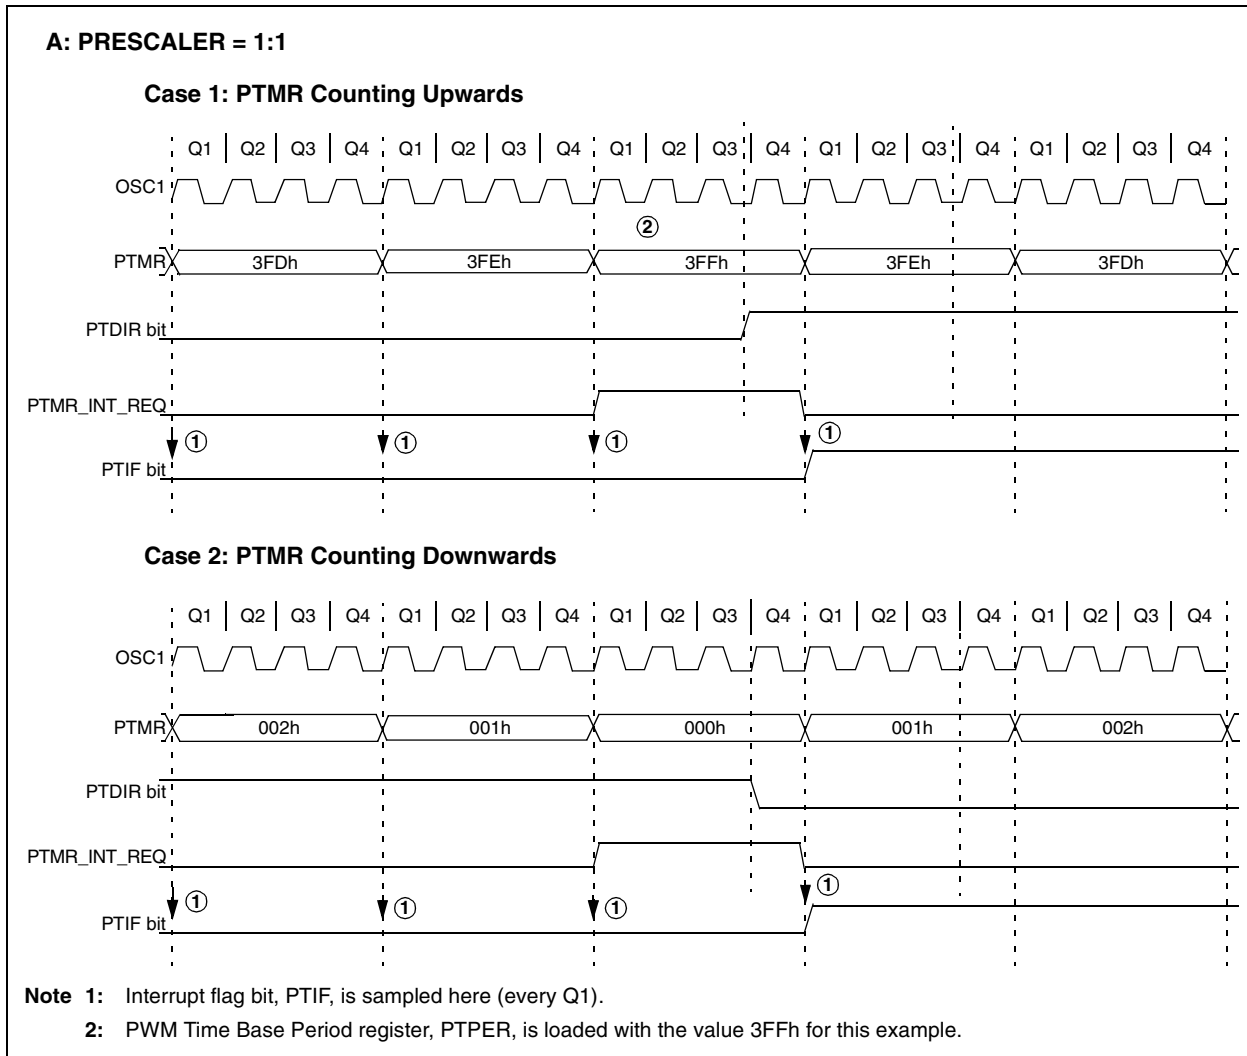 A: PRESCALER = 1:1
Case 1: PTMR Counting Upwards
Q1 Q2 Q3 Q4 Q1 Q2 Q3 Q4 Q1 Q2 Q3 Q4 Q1 Q2 Q3 Q4 Q1 Q2 Q3 Q4
OSC1
2
PTMR 3FDh 3FEh 3FFh 3FEh 3FDh
PTDIR bit
PTMR_INT_REQ
1 1 1 1
PTIF bit
Case 2: PTMR Counting Downwards
Q1 Q2 Q3 Q4 Q1 Q2 Q3 Q4 Q1 Q2 Q3 Q4 Q1 Q2 Q3 Q4 Q1 Q2 Q3 Q4
OSC1
PTMR 002h 001h 000h 001h 002h
PTDIR bit
PTMR_INT_REQ
1 1 1 1
PTIF bit
Note 1: Interrupt flag bit, PTIF, is sampled here (every Q1).
2: PWM Time Base Period register, PTPER, is loaded with the value 3FFh for this example.